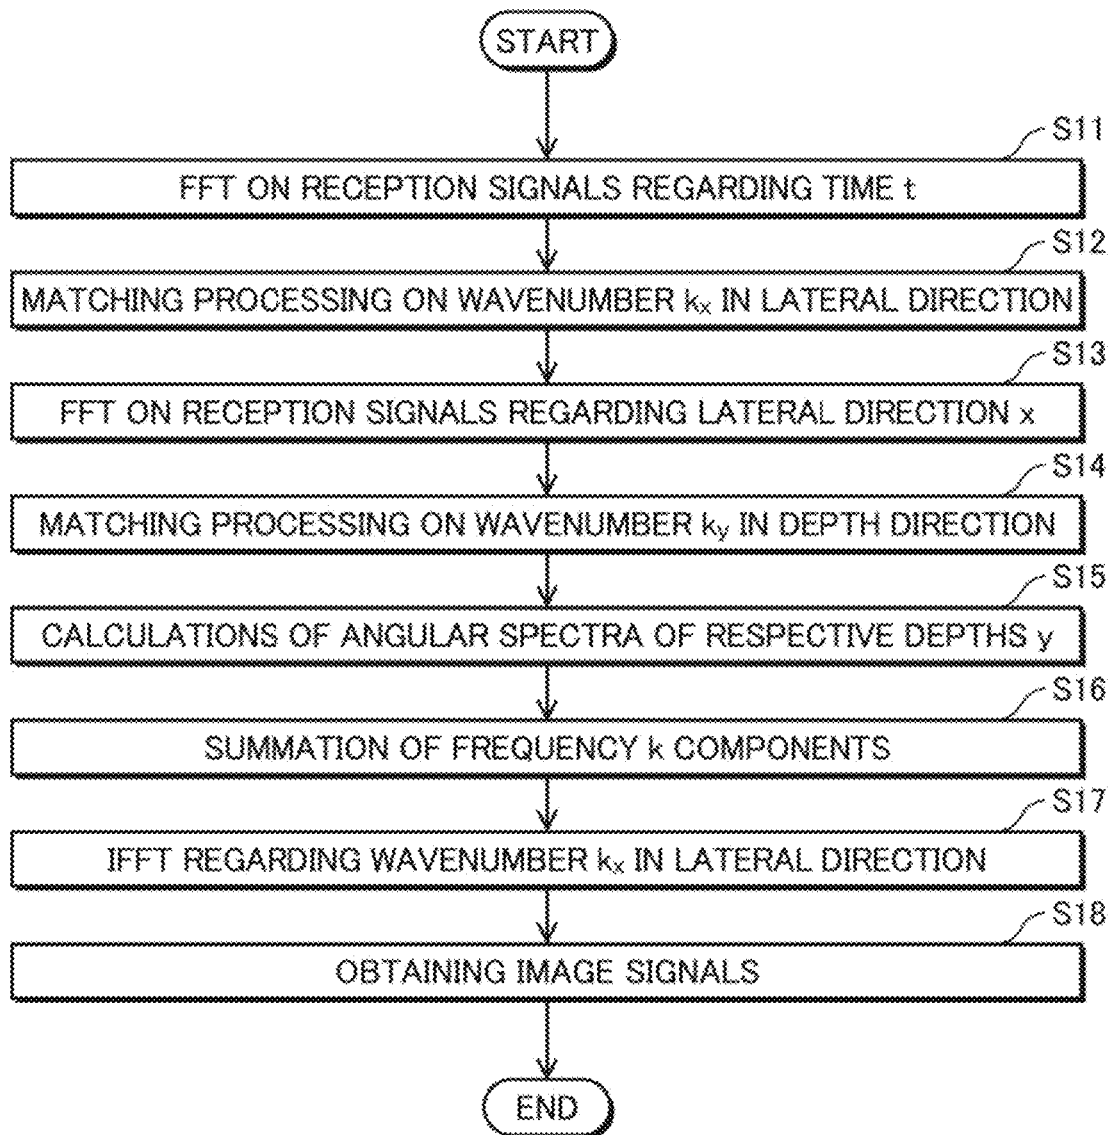 START
S11
FFT ON RECEPTION SIGNALS REGARDING TIME t
S12
MATCHING PROCESSING ON WAVENUMBER kx IN LATERAL DIRECTION
S13
FFT ON RECEPTION SIGNALS REGARDING LATERAL DIRECTION x
S14
MATCHING PROCESSING ON WAVENUMBER ky IN DEPTH DIRECTION
S15
CALCULATIONS OF ANGULAR SPECTRA OF RESPECTIVE DEPTHS y
S16
SUMMATION OF FREQUENCY k COMPONENTS
S17
IFFT REGARDING WAVENUMBER kx IN LATERAL DIRECTION
S18
OBTAINING IMAGE SIGNALS
END